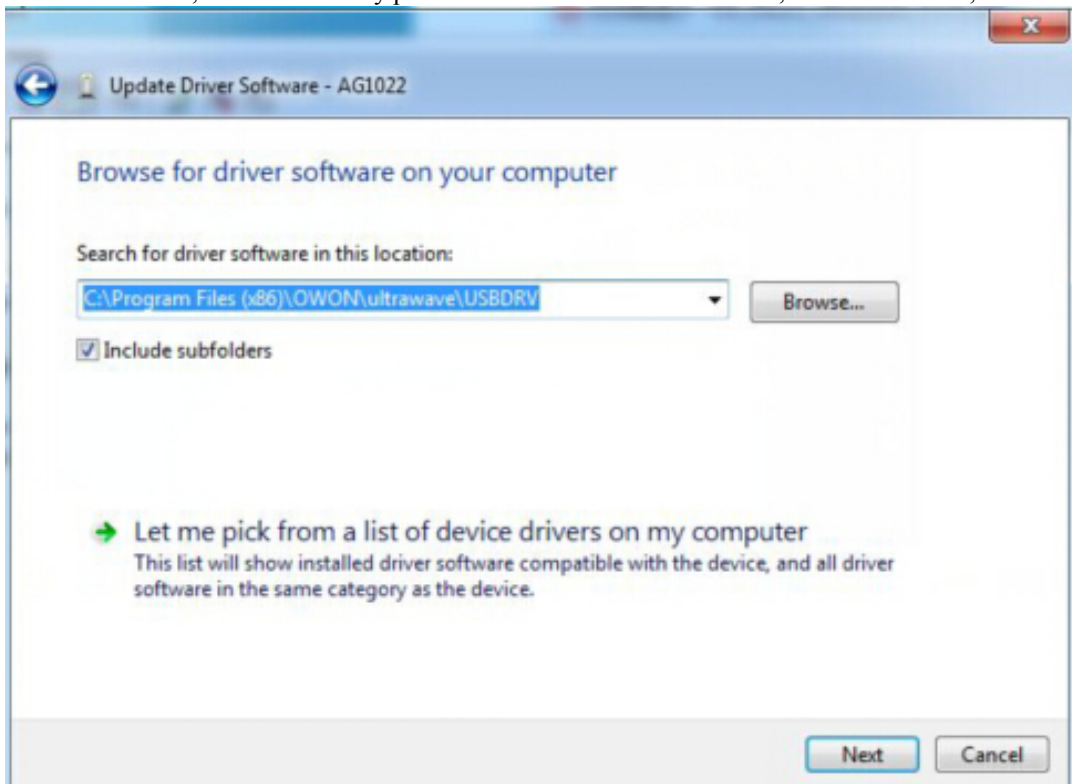 Update Driver Software - AG1022
Browse for driver software on your computer
Search for driver software in this location:
C:\Program Files (x86)\OWON\ultrawave\USBDRV
Browse...
Include subfolders
Let me pick from a list of device drivers on my computer
This list will show installed driver software compatible with the device, and all driver
software in the same category as the device.
Next
Cancel